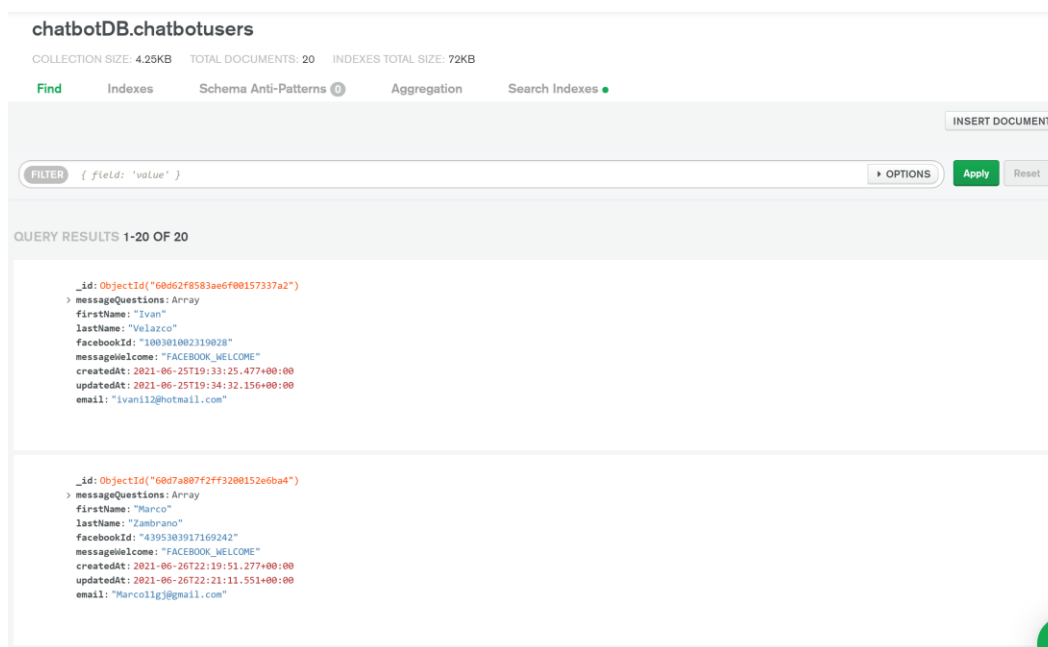 chatbotDB.chatbotusers
COLLECTION SIZE: 4.25KB TOTAL DOCUMENTS: 20 INDEXES TOTAL SIZE: 72KB
Find Indexes Schema Anti-Patterns 0 Aggregation Search Indexes
INSERT DOCUMENT
FILTER { field: 'value' } OPTIONS Apply Reset
QUERY RESULTS 1-20 OF 20
_id: ObjectId("60d62f8583ae6f00157337a2")
> messageQuestions: Array
firstName: "Ivan"
lastName: "Velazco"
facebookId: "100301002319028"
messageWelcome: "FACEBOOK_WELCOME"
createdAt: 2021-06-25T19:33:25.477+00:00
updatedAt: 2021-06-25T19:34:32.156+00:00
email: "ivani12@hotmail.com"
_id: ObjectId("60d7a807f2ff3200152e6ba4")
> messageQuestions: Array
firstName: "Marco"
lastName: "Zambrano"
facebookId: "4395303917169242"
messageWelcome: "FACEBOOK_WELCOME"
createdAt: 2021-06-26T22:19:51.277+00:00
updatedAt: 2021-06-26T22:21:11.551+00:00
email: "Marco11gj@gmail.com"